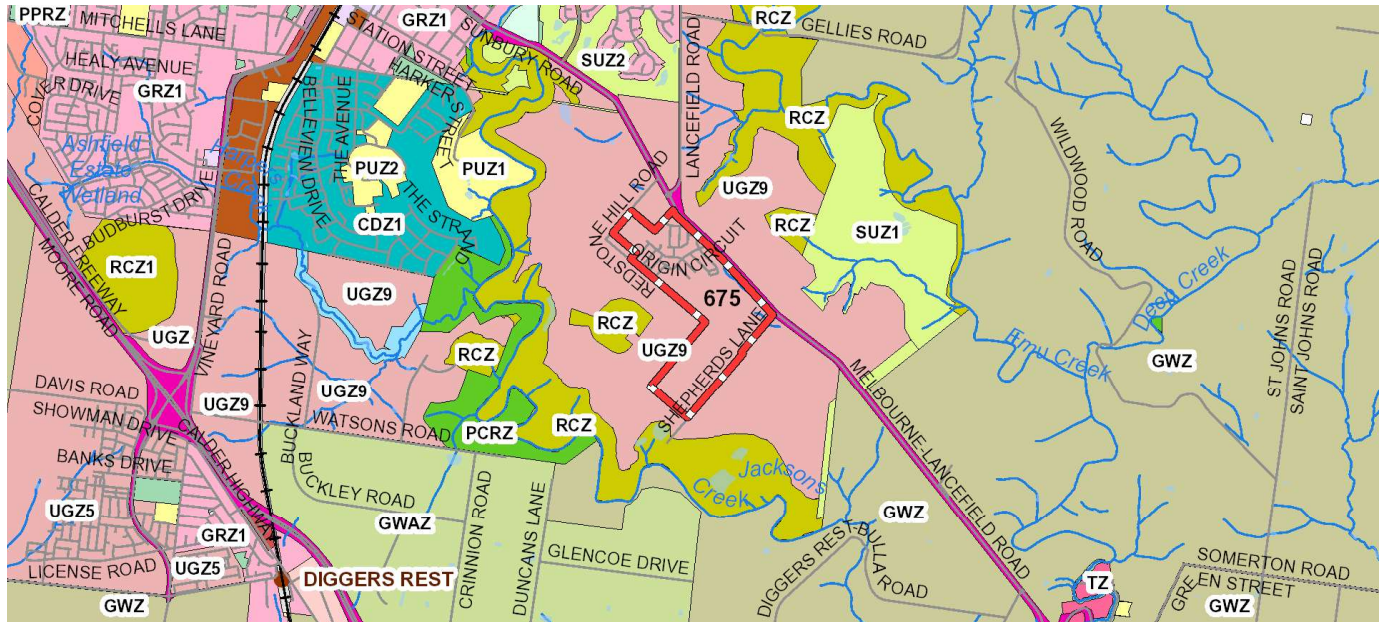 PPRZ
MITCHELLS LANE
GRZ1
STATION STREET
SUNBURY ROAD
RCZ
GELLIES ROAD
HEALY AVENUE
COVER DRIVE
GRZ1
BELLEVIEW DRIVE
THE AVENUE
HARKER STREET
SUZ2
LANCEFIELD ROAD
RCZ
WILDWOOD ROAD
Ashfield
Estate
Wetland
PUZ2
PUZ1
UGZ9
CALDER FREEWAY
MOORE ROAD
BUDBURST DRIVE
CDZ1
THE STRAND
REDSTONE HILL ROAD
ORIGIN CIRCUIT
RCZ
SUZ1
RCZ1
VINEYARD ROAD
UGZ9
675
Deep Creek
ST JOHNS ROAD
SAINT JOHNS ROAD
UGZ
RCZ
RCZ
UGZ9
SHEPHERDS LANE
Emu Creek
GWZ
DAVIS ROAD
UGZ9
BUCKLAND WAY
UGZ9
MELBOURNE-LANCEFIELD ROAD
SHOWMAN DRIVE
WATSONS ROAD
PCRZ
RCZ
BANKS DRIVE
CALDER HIGHWAY
BUCKLEY ROAD
Jacksons
Creek
UGZ5
GRZ1
GWAZ
CRINNION ROAD
DUNCANS LANE
GWZ
DIGGERS REST-BULLA ROAD
GLENCOE DRIVE
SOMERTON ROAD
LICENSE ROAD
UGZ5
DIGGERS REST
TZ
GREEN STREET
GWZ
GWZ